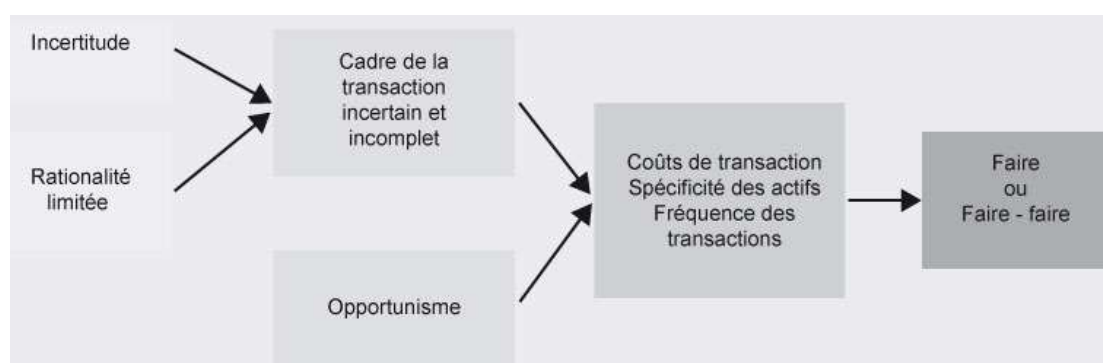 Incertitude
Rationalité
limitée
Cadre de la
transaction
incertain et
incomplet
Opportunisme
Coûts de transaction
Spécificité des actifs
Fréquence des
transactions
Faire
ou
Faire - faire